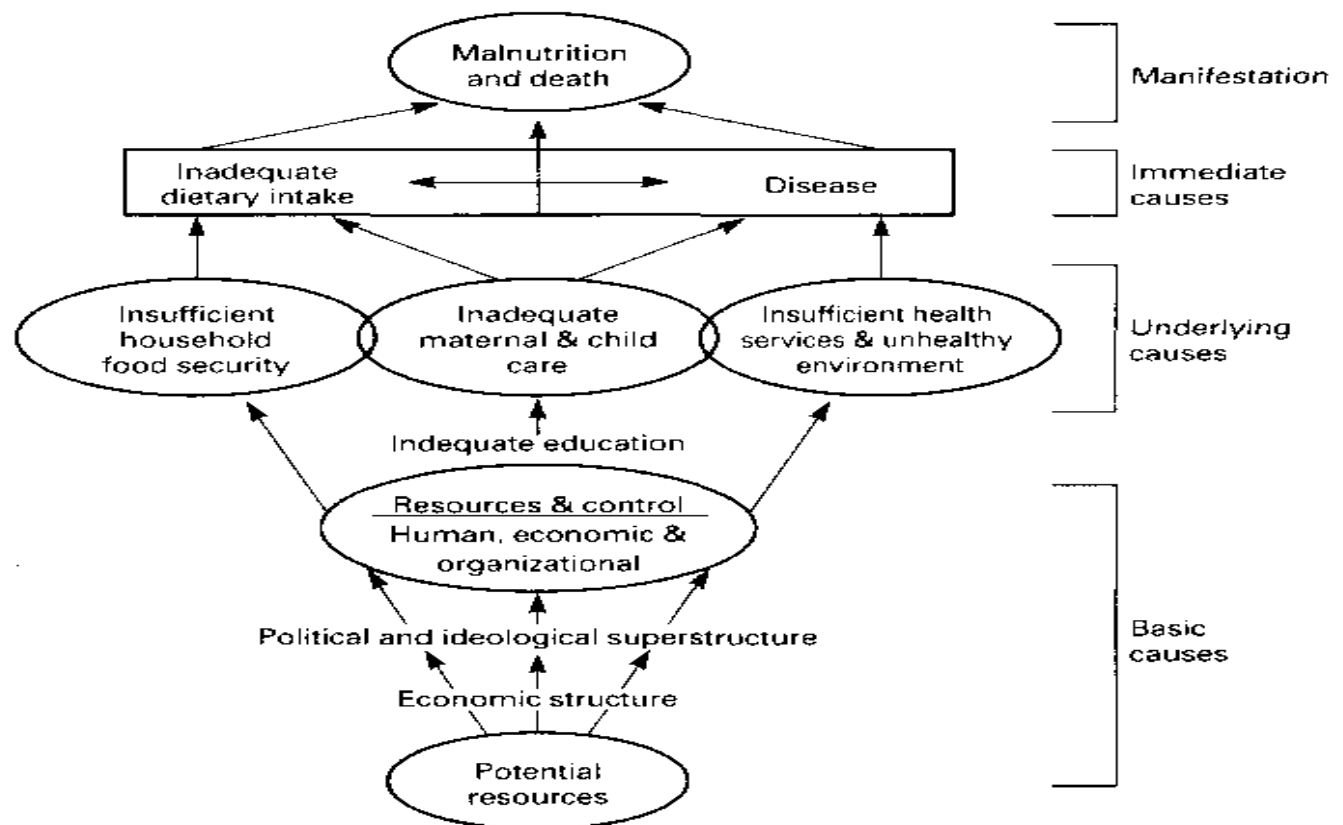 Malnutrition
and death
Manifestation
Inadequate
dietary intake
Disease
Immediate
causes
Insufficient
household
food security
Inadequate
maternal & child
care
Insufficient health
services & unhealthy
environment
Underlying
causes
Indequate education
Resources & control
Human, economic &
organizational
Political and ideological superstructure
Basic
causes
Economic structure
Potential
resources